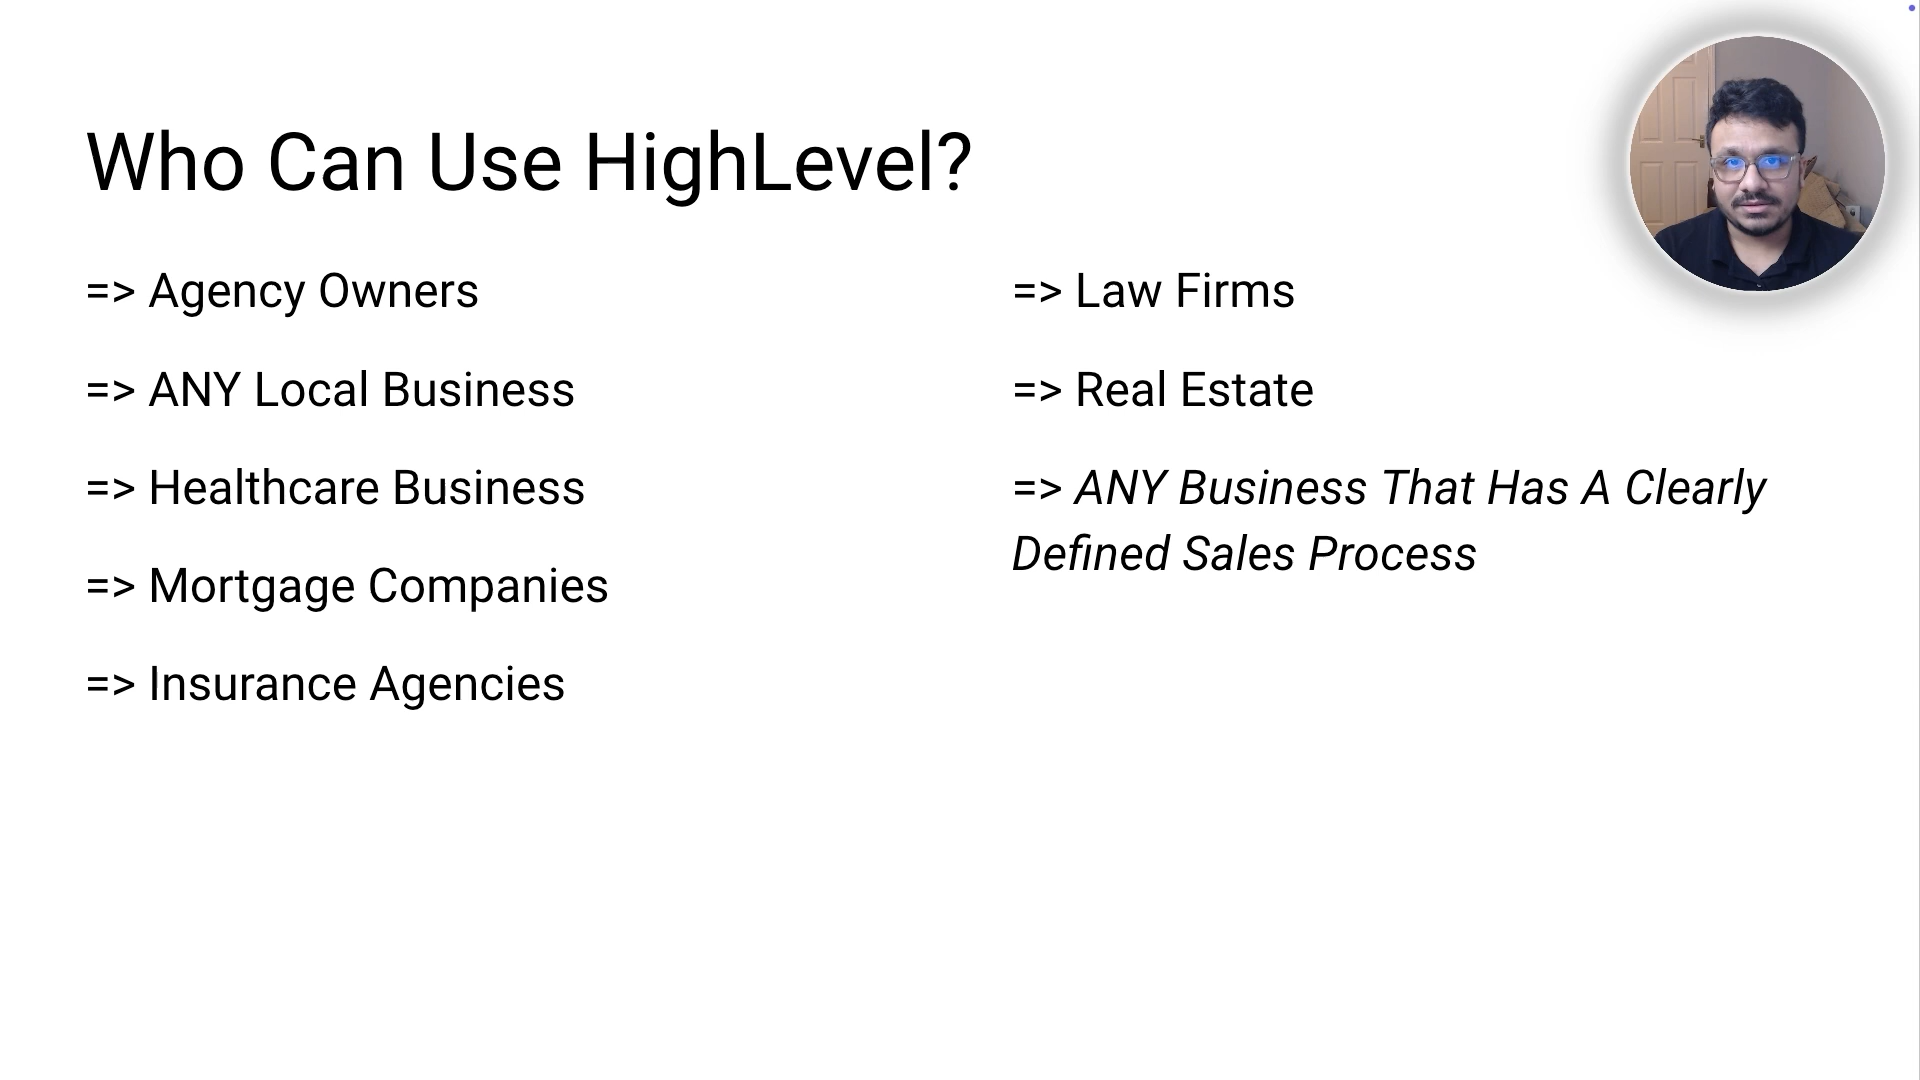 Who Can Use HighLevel?
=> Agency Owners
=> ANY Local Business
=> Healthcare Business
=> Mortgage Companies
=> Insurance Agencies
=> Law Firms
=> Real Estate
=> ANY Business That Has A Clearly
Defined Sales Process